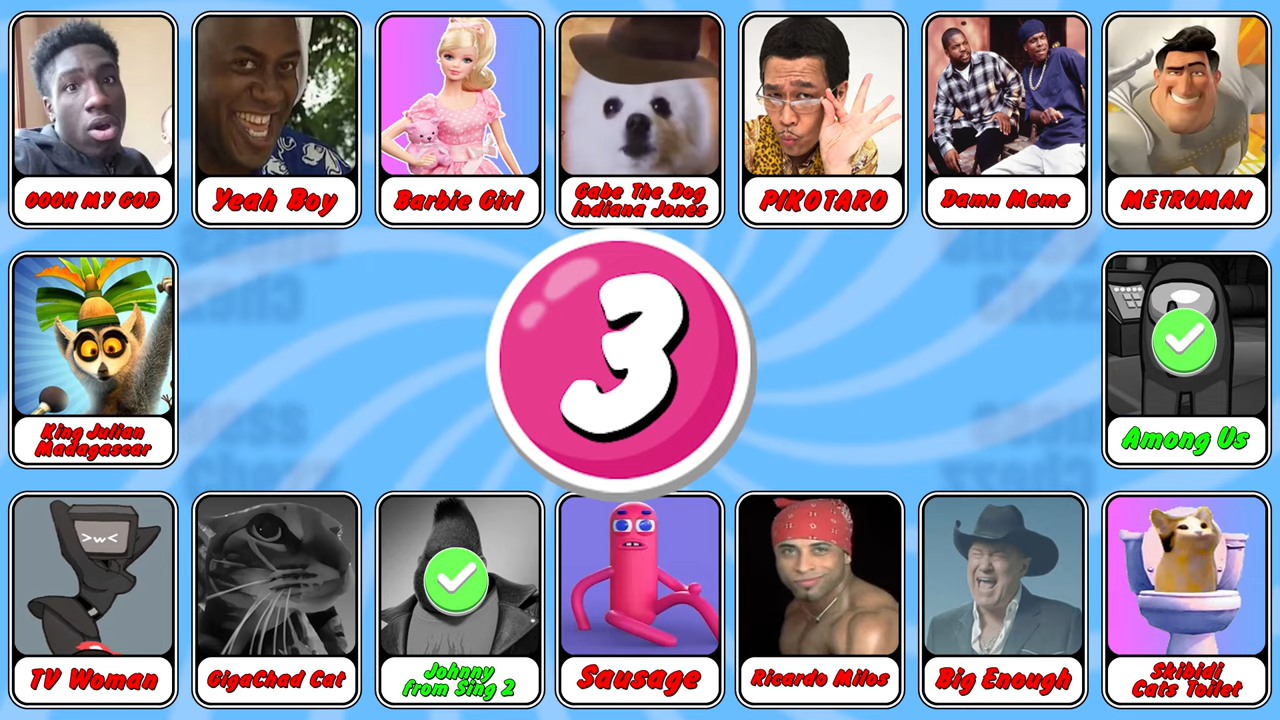 OOOH MY GOD
Yeah Boy
Barbie Girl
Gabe The Dog
Indiana Jones
PIKOTARO
Damn Meme
METROMAN
King Julian
Madagascar
3
Among Us
>w<
TV Woman
GigaChad Cat
Johnny
from Sing 2
Sausage
Ricardo Milos
Big Enough
Skibidi
Cats Toilet